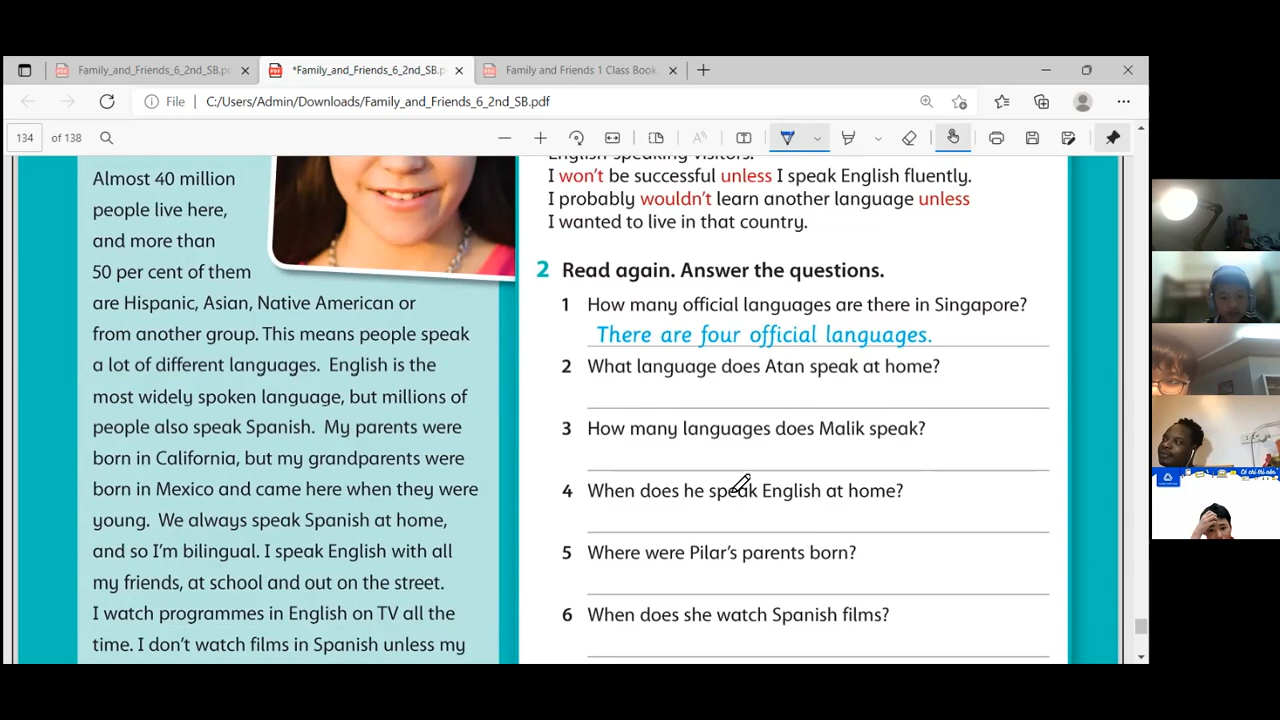 Family_and_Friends_6_2nd_SB.pc
*Family_and_Friends_6_2nd_SB.p
Family and Friends 1 Class Book.
File
C:/Users/Admin/Downloads/Family_and_Friends_6_2nd_SB.pdf
134 of 138
Almost 40 million
people live here,
and more than
50 per cent of them
are Hispanic, Asian, Native American or
from another group. This means people speak
a lot of different languages. English is the
most widely spoken language, but millions of
people also speak Spanish. My parents were
born in California, but my grandparents were
born in Mexico and came here when they were
young. We always speak Spanish at home,
and so I'm bilingual. I speak English with all
my friends, at school and out on the street.
I watch programmes in English on TV all the
time. I don't watch films in Spanish unless my
English-speaking visitors.
I won't be successful unless I speak English fluently.
I probably wouldn't learn another language unless
I wanted to live in that country.
2 Read again. Answer the questions.
1 How many official languages are there in Singapore?
There are four official languages.
2 What language does Atan speak at home?
3 How many languages does Malik speak?
4 When does he speak English at home?
5 Where were Pilar's parents born?
6 When does she watch Spanish films?
Có chí thì nên